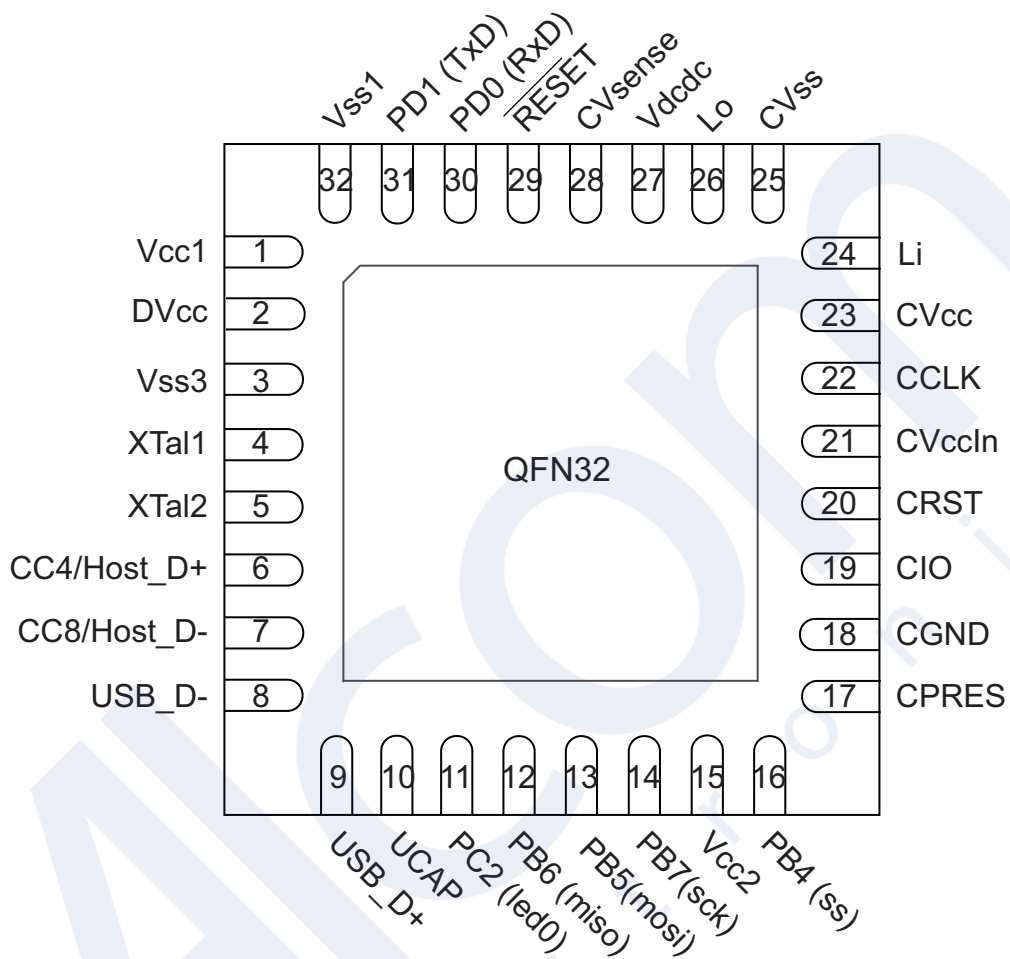 Vss1
PD1 (TxD)
PD0 (RxD)
RESET
CVsense
Vdcdc
Lo
CVss
32 31 30 29 28 27 26 25
Vcc1 1
DVcc 2
Vss3 3
XTal1 4
XTal2 5
CC4/Host_D+ 6
CC8/Host_D- 7
USB_D- 8
QFN32
24 Li
23 CVcc
22 CCLK
21 CVccIn
20 CRST
19 CIO
18 CGND
17 CPRES
9 10 11 12 13 14 15 16
USB_D+
UCAP
PC2 (led0)
PB6 (miso)
PB5(mosi)
PB7(sck)
Vcc2
PB4 (ss)
Alcom